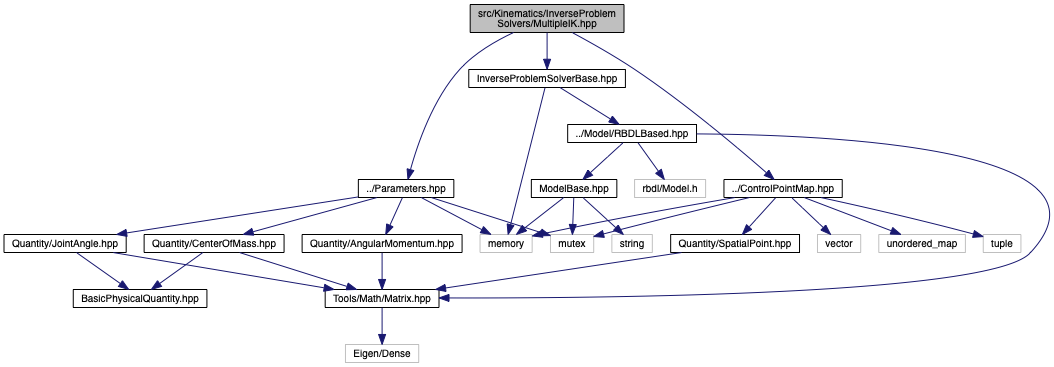 src/Kinematics/InverseProblem
Solvers/MultipleIK.hpp
InverseProblemSolverBase.hpp
../Model/RBDLBased.hpp
../Parameters.hpp
ModelBase.hpp
rbdl/Model.h
../ControlPointMap.hpp
Quantity/JointAngle.hpp
Quantity/CenterOfMass.hpp
Quantity/AngularMomentum.hpp
memory
mutex
string
Quantity/SpatialPoint.hpp
vector
unordered_map
tuple
BasicPhysicalQuantity.hpp
Tools/Math/Matrix.hpp
Eigen/Dense